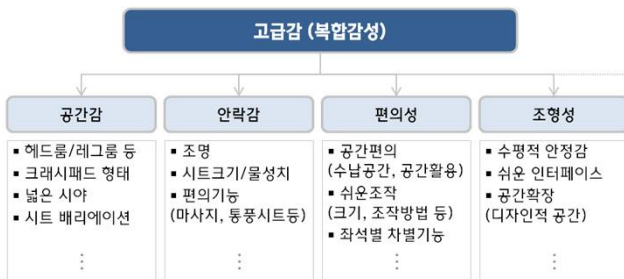 고급감 (복합감성)
공간감
▪ 헤드룸/레그룸 등
▪ 크래시패드 형태
▪ 넓은 시야
▪ 시트 배리에이션
⋮
안락감
▪ 조명
▪ 시트크기/물성치
▪ 편의기능
(마사지, 통풍시트등)
⋮
편의성
▪ 공간편의
(수납공간, 공간활용)
▪ 쉬운조작
(크기, 조작방법 등)
▪ 좌석별 차별기능
⋮
조형성
▪ 수평적 안정감
▪ 쉬운 인터페이스
▪ 공간확장
(디자인적 공간)
⋮